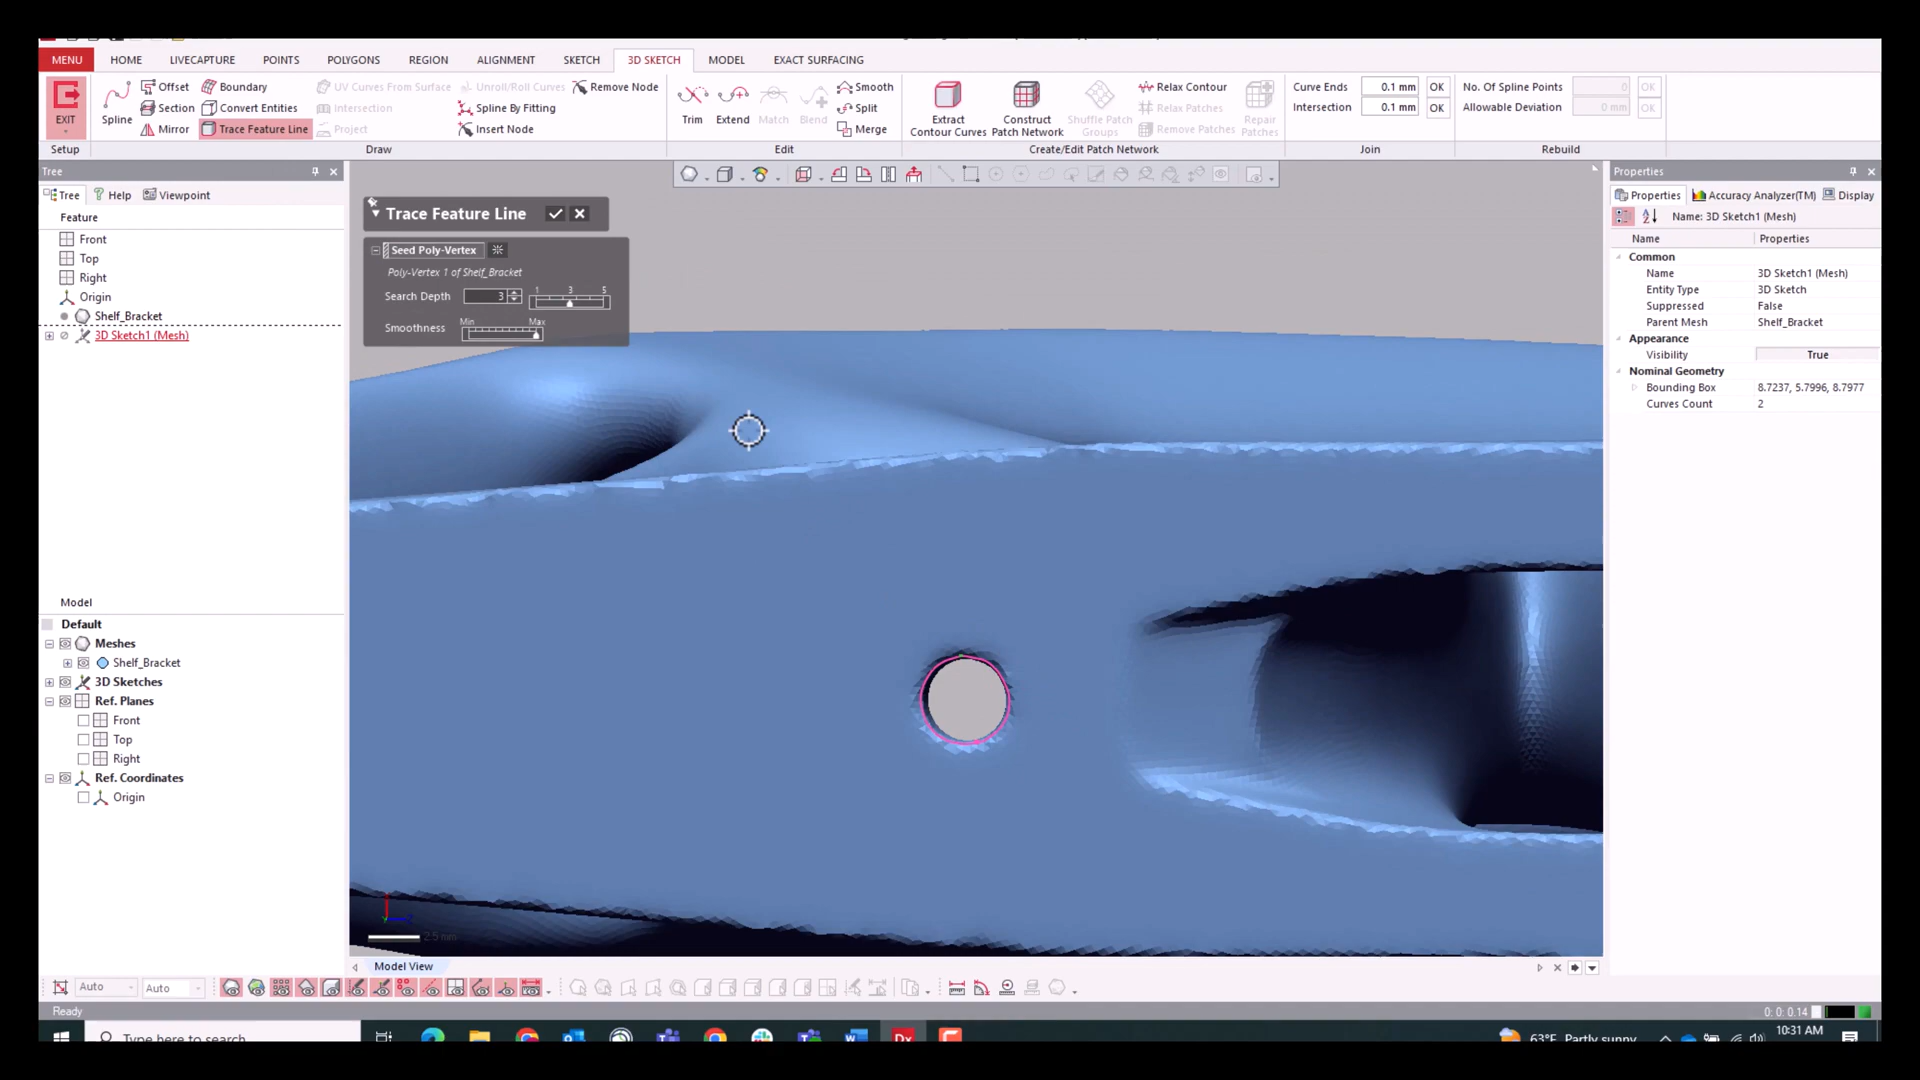 MENU HOME LIVECAPTURE POINTS POLYGONS REGION ALIGNMENT SKETCH 3D SKETCH MODEL EXACT SURFACING
EXIT
Spline
Offset
Section
Mirror
Boundary
Convert Entities
Trace Feature Line
UV Curves From Surface
Intersection
Project
Unroll/Roll Curves
Spline By Fitting
Insert Node
Remove Node
Trim
Extend
Match
Blend
Smooth
Split
Merge
Extract
Contour Curves
Construct
Patch Network
Shuffle Patch
Groups
Relax Contour
Relax Patches
Remove Patches
Repair
Patches
Curve Ends 0.1 mm OK
Intersection 0.1 mm OK
No. Of Spline Points 0 OK
Allowable Deviation 0 mm OK
Setup Draw Edit Create/Edit Patch Network Join Rebuild
Tree
Tree Help Viewpoint
Feature
Front
Top
Right
Origin
Shelf_Bracket
3D Sketch1 (Mesh)
Model
Default
Meshes
Shelf_Bracket
3D Sketches
Ref. Planes
Front
Top
Right
Ref. Coordinates
Origin
Trace Feature Line
Seed Poly-Vertex
Poly-Vertex 1 of Shelf_Bracket
Search Depth 3 1 3 5
Smoothness Min Max
2.5 mm
Model View
Properties
Properties Accuracy Analyzer(TM) Display
Name: 3D Sketch1 (Mesh)
Name Properties
Common
Name 3D Sketch1 (Mesh)
Entity Type 3D Sketch
Suppressed False
Parent Mesh Shelf_Bracket
Appearance
Visibility True
Nominal Geometry
Bounding Box 8.7237, 5.7996, 8.7977
Curves Count 2
Auto Auto
Ready
0: 0: 0.14
Type here to search
Dx
63°F Partly sunny
10:31 AM